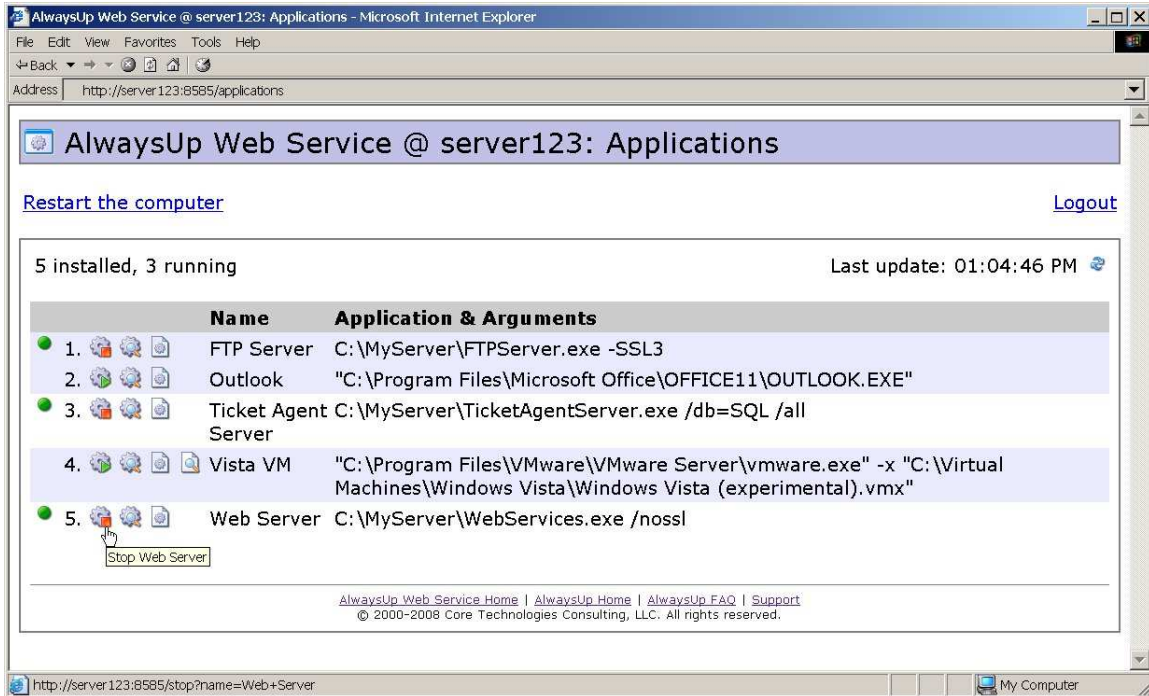 AlwaysUp Web Service @ server123: Applications - Microsoft Internet Explorer
File Edit View Favorites Tools Help
Back
Address http://server123:8585/applications
AlwaysUp Web Service @ server123: Applications
Restart the computer Logout
5 installed, 3 running Last update: 01:04:46 PM
Name Application & Arguments
1. FTP Server C:\MyServer\FTPServer.exe -SSL3
2. Outlook "C:\Program Files\Microsoft Office\OFFICE11\OUTLOOK.EXE"
3. Ticket Agent C:\MyServer\TicketAgentServer.exe /db=SQL /all
Server
4. Vista VM "C:\Program Files\VMware\VMware Server\vmware.exe" -x "C:\Virtual
Machines\Windows Vista\Windows Vista (experimental).vmx"
5. Web Server C:\MyServer\WebServices.exe /nossl
Stop Web Server
AlwaysUp Web Service Home | AlwaysUp Home | AlwaysUp FAQ | Support
© 2000-2008 Core Technologies Consulting, LLC. All rights reserved.
http://server123:8585/stop?name=Web+Server My Computer